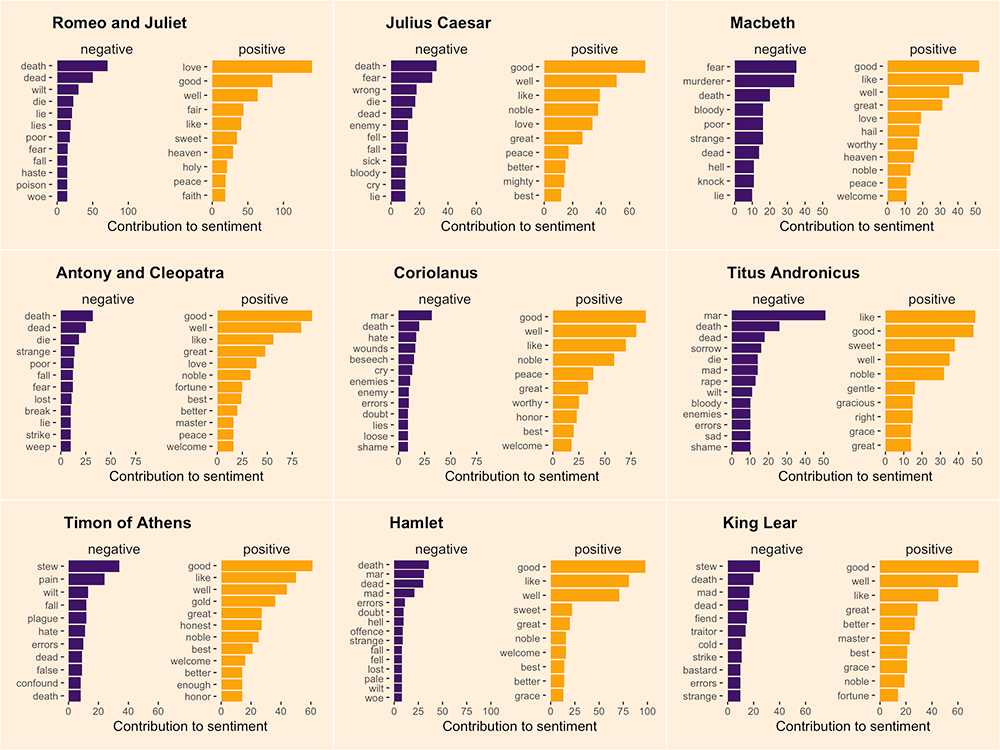 Romeo and Juliet
negative
positive
death
dead
wilt
die
lie
lies
poor
fear
fall
haste
poison
woe
0 50 100
love
good
well
fair
like
sweet
heaven
holy
peace
faith
0 50 100
Contribution to sentiment
Julius Caesar
negative
positive
death
fear
wrong
die
dead
enemy
fell
fall
sick
bloody
cry
lie
0 20 40 60
good
well
like
noble
love
great
peace
better
mighty
best
0 20 40 60
Contribution to sentiment
Macbeth
negative
positive
fear
murderer
death
bloody
poor
strange
dead
hell
knock
lie
0 10 20 30 40 50
good
like
well
great
love
hail
worthy
heaven
noble
peace
welcome
0 10 20 30 40 50
Contribution to sentiment
Antony and Cleopatra
negative
positive
death
dead
die
strange
poor
fall
fear
lost
break
lie
strike
weep
0 25 50 75
good
well
like
great
love
noble
fortune
best
better
master
peace
welcome
0 25 50 75
Contribution to sentiment
Coriolanus
negative
positive
mar
death
hate
wounds
beseech
cry
enemies
enemy
errors
doubt
lies
loose
shame
0 25 50 75
good
well
like
noble
peace
great
worthy
honor
best
welcome
0 25 50 75
Contribution to sentiment
Titus Andronicus
negative
positive
mar
death
dead
sorrow
die
mad
rape
wilt
bloody
enemies
errors
sad
shame
0 10 20 30 40 50
like
good
sweet
well
noble
gentle
gracious
right
grace
great
0 10 20 30 40 50
Contribution to sentiment
Timon of Athens
negative
positive
stew
pain
wilt
fall
plague
hate
errors
dead
false
confound
death
0 20 40 60
good
like
well
gold
great
honest
noble
best
welcome
better
enough
honor
0 20 40 60
Contribution to sentiment
Hamlet
negative
positive
death
mar
dead
mad
errors
doubt
hell
offence
strange
fall
fell
lost
pale
wilt
woe
0 25 50 75 100
good
like
well
sweet
great
noble
welcome
best
better
grace
0 25 50 75 100
Contribution to sentiment
King Lear
negative
positive
stew
death
mad
dead
fiend
traitor
cold
strike
bastard
errors
strange
0 20 40 60
good
well
like
great
better
master
best
grace
noble
fortune
0 20 40 60
Contribution to sentiment